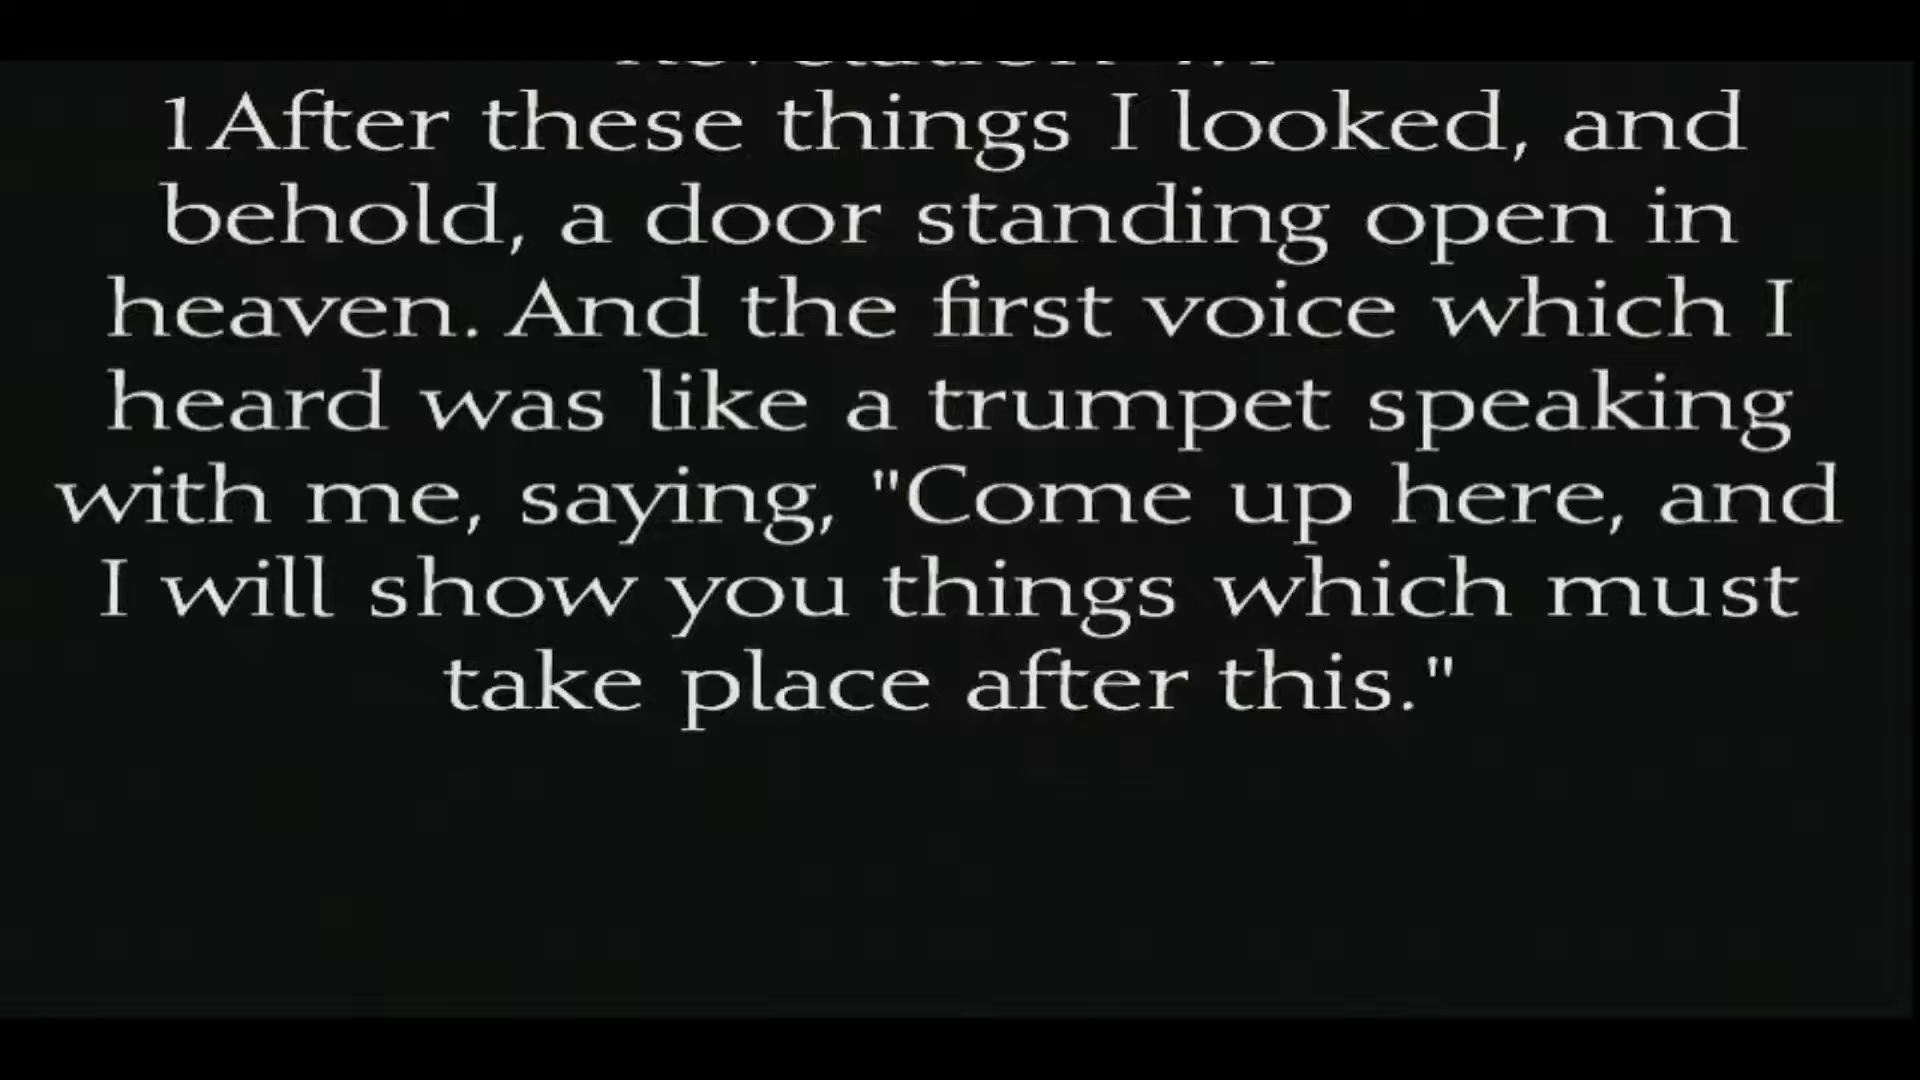 1After these things I looked, and
behold, a door standing open in
heaven. And the first voice which I
heard was like a trumpet speaking
with me, saying, "Come up here, and
I will show you things which must
take place after this."